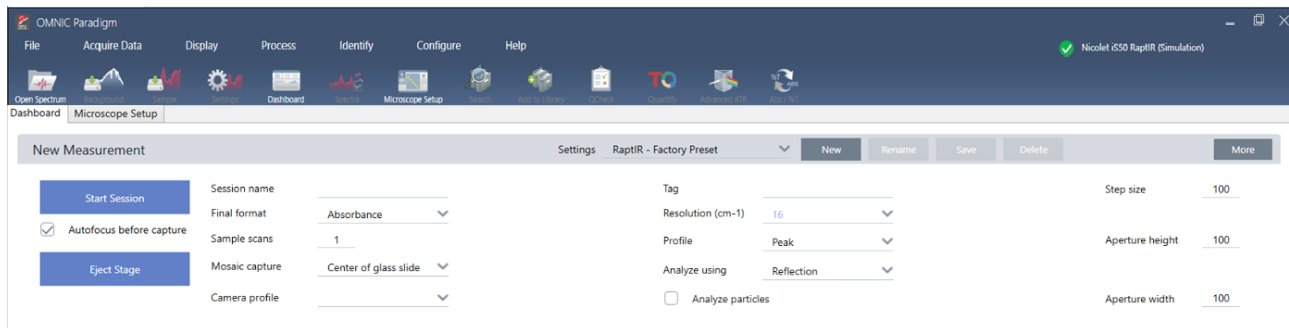 OMNIC Paradigm
File Acquire Data Display Process Identify Configure Help
Nicolet iS50 RaptIR (Simulation)
Open Spectrum Background Sample Settings Dashboard Spectra Microscope Setup Search Add to Library QCheck TQ Quantify Advanced ATR %T ABS Abs / %T
Dashboard Microscope Setup
New Measurement Settings RaptIR - Factory Preset New Rename Save Delete More
Start Session Session name Tag Step size 100
Final format Absorbance Resolution (cm-1) 16
Autofocus before capture Sample scans 1 Profile Peak Aperture height 100
Eject Stage Mosaic capture Center of glass slide Analyze using Reflection
Camera profile Analyze particles Aperture width 100